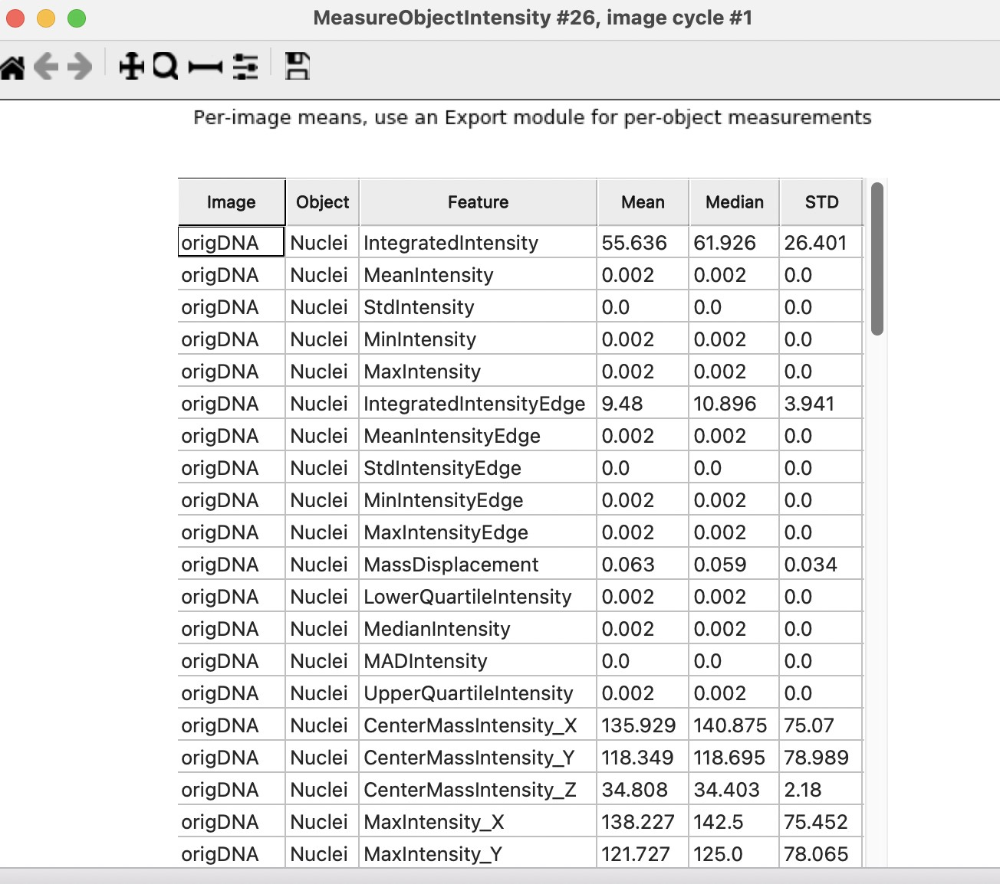 MeasureObjectIntensity #26, image cycle #1
Per-image means, use an Export module for per-object measurements
Image Object Feature Mean Median STD
origDNA Nuclei IntegratedIntensity 55.636 61.926 26.401
origDNA Nuclei MeanIntensity 0.002 0.002 0.0
origDNA Nuclei StdIntensity 0.0 0.0 0.0
origDNA Nuclei MinIntensity 0.002 0.002 0.0
origDNA Nuclei MaxIntensity 0.002 0.002 0.0
origDNA Nuclei IntegratedIntensityEdge 9.48 10.896 3.941
origDNA Nuclei MeanIntensityEdge 0.002 0.002 0.0
origDNA Nuclei StdIntensityEdge 0.0 0.0 0.0
origDNA Nuclei MinIntensityEdge 0.002 0.002 0.0
origDNA Nuclei MaxIntensityEdge 0.002 0.002 0.0
origDNA Nuclei MassDisplacement 0.063 0.059 0.034
origDNA Nuclei LowerQuartileIntensity 0.002 0.002 0.0
origDNA Nuclei MedianIntensity 0.002 0.002 0.0
origDNA Nuclei MADIntensity 0.0 0.0 0.0
origDNA Nuclei UpperQuartileIntensity 0.002 0.002 0.0
origDNA Nuclei CenterMassIntensity_X 135.929 140.875 75.07
origDNA Nuclei CenterMassIntensity_Y 118.349 118.695 78.989
origDNA Nuclei CenterMassIntensity_Z 34.808 34.403 2.18
origDNA Nuclei MaxIntensity_X 138.227 142.5 75.452
origDNA Nuclei MaxIntensity_Y 121.727 125.0 78.065